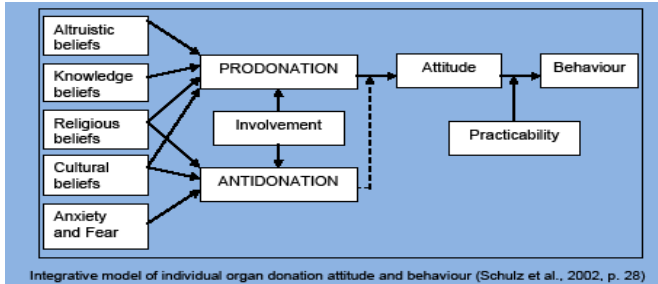 Altruistic
beliefs
Knowledge
beliefs
Religious
beliefs
Cultural
beliefs
Anxiety
and Fear
PRODONATION
Involvement
ANTIDONATION
Attitude
Behaviour
Practicability
Integrative model of individual organ donation attitude and behaviour (Schulz et al., 2002, p. 28)